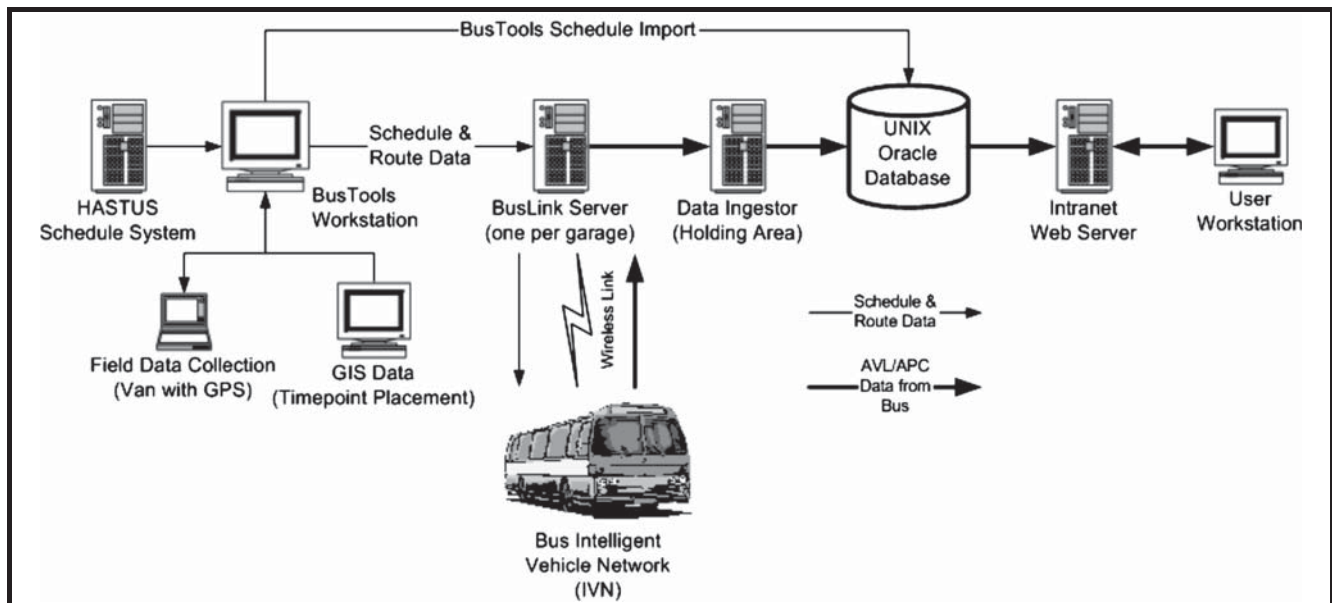 BusTools Schedule Import
HASTUS
Schedule System
BusTools
Workstation
Schedule &
Route Data
BusLink Server
(one per garage)
Data Ingestor
(Holding Area)
UNIX
Oracle
Database
Intranet
Web Server
User
Workstation
Field Data Collection
(Van with GPS)
GIS Data
(Timepoint Placement)
Wireless Link
Schedule &
Route Data
AVL/APC
Data from
Bus
Bus Intelligent
Vehicle Network
(IVN)